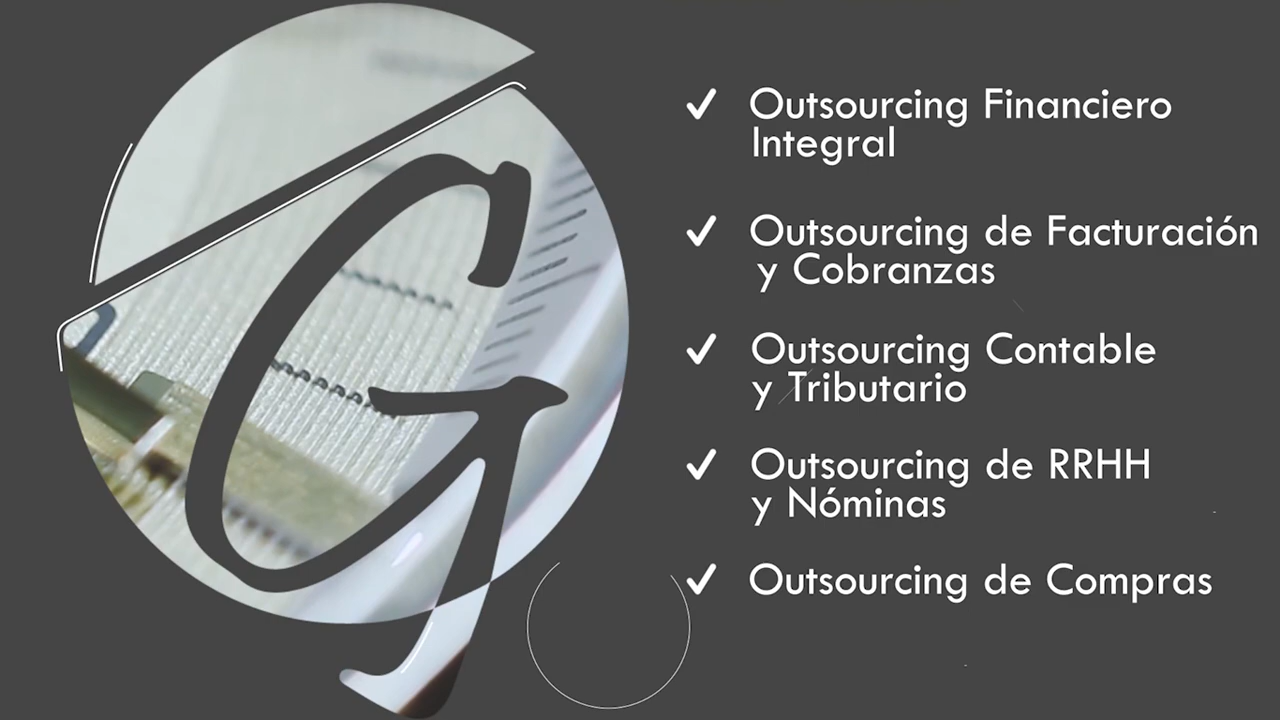 G
Outsourcing Financiero
Integral
Outsourcing de Facturación
y Cobranzas
Outsourcing Contable
y Tributario
Outsourcing de RRHH
y Nóminas
Outsourcing de Compras